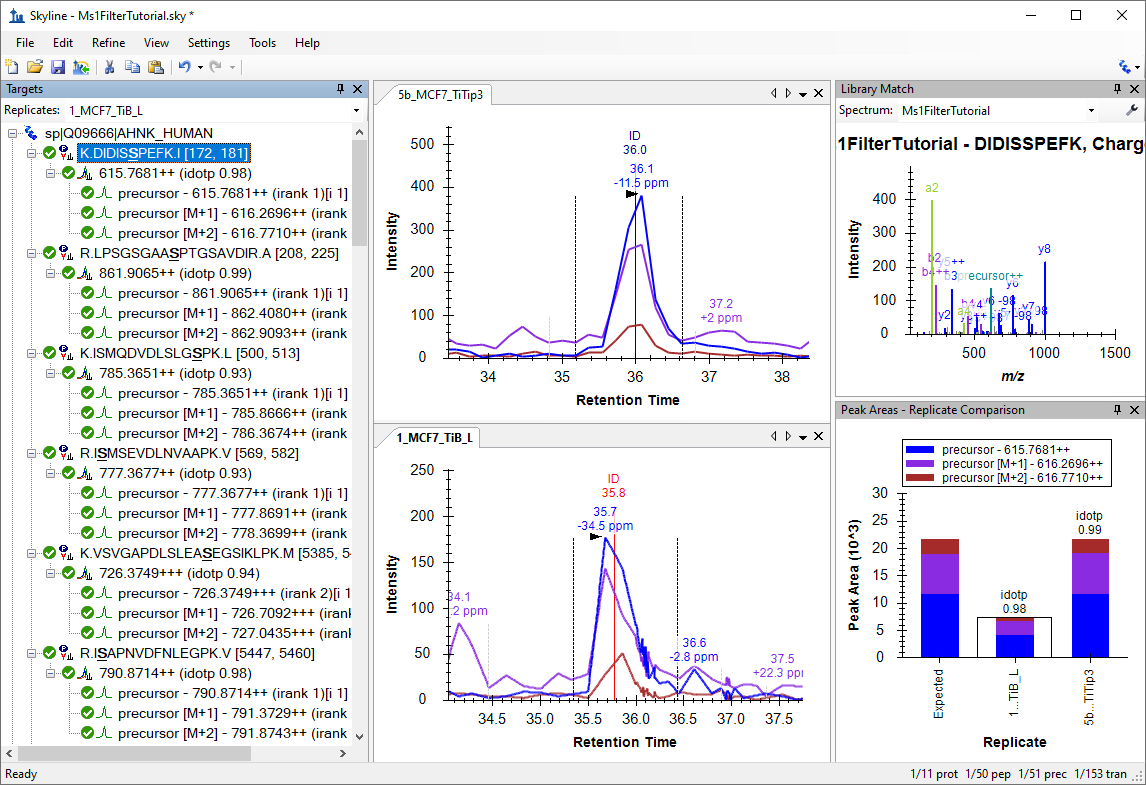 Skyline - Ms1FilterTutorial.sky *
File Edit Refine View Settings Tools Help
Targets
Replicates: 1_MCF7_TiB_L
sp|Q09666|AHNK_HUMAN
K.DIDISSPEFK.I [172, 181]
615.7681++ (idotp 0.98)
precursor - 615.7681++ (irank 1)[i 1]
precursor [M+1] - 616.2696++ (irank
precursor [M+2] - 616.7710++ (irank
R.LPSGSGAASPTGSAVDIR.A [208, 225]
861.9065++ (idotp 0.99)
precursor - 861.9065++ (irank 1)[i 1]
precursor [M+1] - 862.4080++ (irank
precursor [M+2] - 862.9093++ (irank
K.ISMQDVDLSLGSPK.L [500, 513]
785.3651++ (idotp 0.93)
precursor - 785.3651++ (irank 1)[i 1]
precursor [M+1] - 785.8666++ (irank
precursor [M+2] - 786.3674++ (irank
R.ISMSEVDLNVAAPK.V [569, 582]
777.3677++ (idotp 0.93)
precursor - 777.3677++ (irank 1)[i 1]
precursor [M+1] - 777.8691++ (irank
precursor [M+2] - 778.3699++ (irank
K.VSVGAPDLSLEASEGSIKLPK.M [5385, 54
726.3749+++ (idotp 0.94)
precursor - 726.3749+++ (irank 2)[i 1
precursor [M+1] - 726.7092+++ (irank
precursor [M+2] - 727.0435+++ (irank
R.ISAPNVDFNLEGPK.V [5447, 5460]
790.8714++ (idotp 0.98)
precursor - 790.8714++ (irank 1)[i 1]
precursor [M+1] - 791.3729++ (irank
precursor [M+2] - 791.8743++ (irank
5b_MCF7_TiTip3
500
400
300
200
100
0
Intensity
ID
36.0
36.1
-11.5 ppm
37.2
+2 ppm
34 35 36 37 38
Retention Time
1_MCF7_TiB_L
250
200
150
100
50
0
Intensity
ID
35.8
35.7
-34.5 ppm
34.1
.2 ppm
36.6
-2.8 ppm
37.5
+22.3 ppm
34.5 35.0 35.5 36.0 36.5 37.0 37.5
Retention Time
Library Match
Spectrum: Ms1FilterTutorial
1FilterTutorial - DIDISSPEFK, Charg
400
300
200
100
0
Intensity
a2
y8
b2
y5++
b4++
b3
precursor++
y6
y2
a4
b4
y7
500 1000 1500
m/z
Peak Areas - Replicate Comparison
precursor - 615.7681++
precursor [M+1] - 616.2696++
precursor [M+2] - 616.7710++
30
25
20
15
10
5
0
Peak Area (10^3)
idotp
0.98
idotp
0.99
Expected
1...TiB_L
5b...TiTip3
Replicate
Ready
1/11 prot 1/50 pep 1/51 prec 1/153 tran